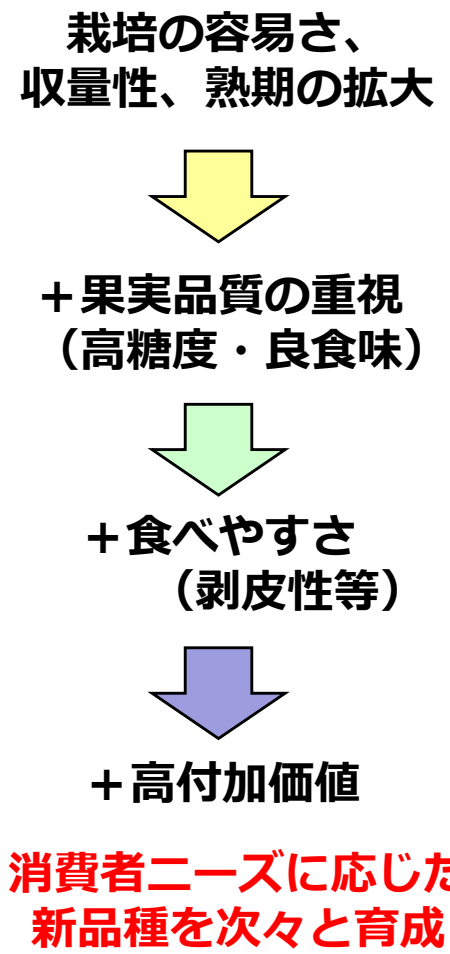 栽培の容易さ、
収量性、熟期の拡大
＋果実品質の重視
（高糖度・良食味）
＋食べやすさ
（剥皮性等）
＋高付加価値
消費者ニーズに応じた
新品種を次々と育成